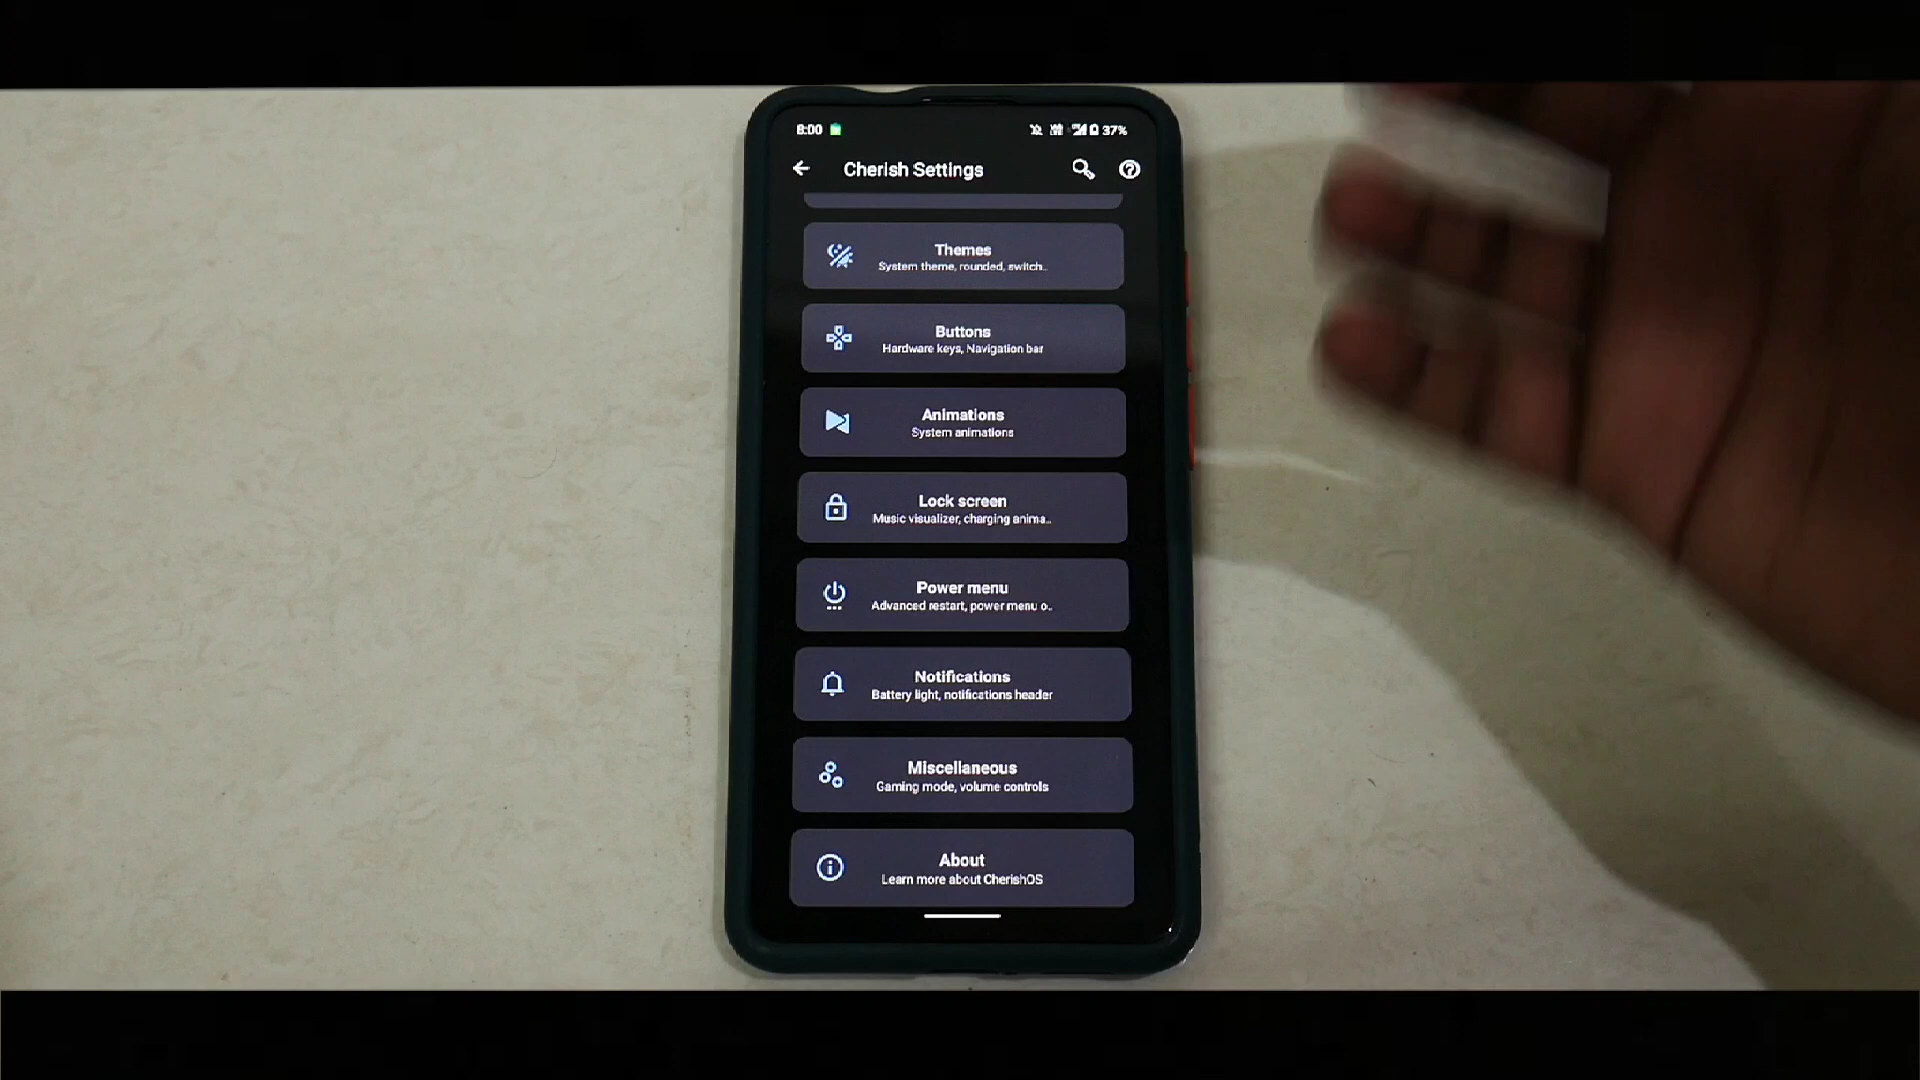 8:00 37%
Cherish Settings
Themes
System theme, rounded, switch..
Buttons
Hardware keys, Navigation bar
Animations
System animations
Lock screen
Music visualizer, charging anima..
Power menu
Advanced restart, power menu o..
Notifications
Battery light, notifications header
Miscellaneous
Gaming mode, volume controls
About
Learn more about CherishOS